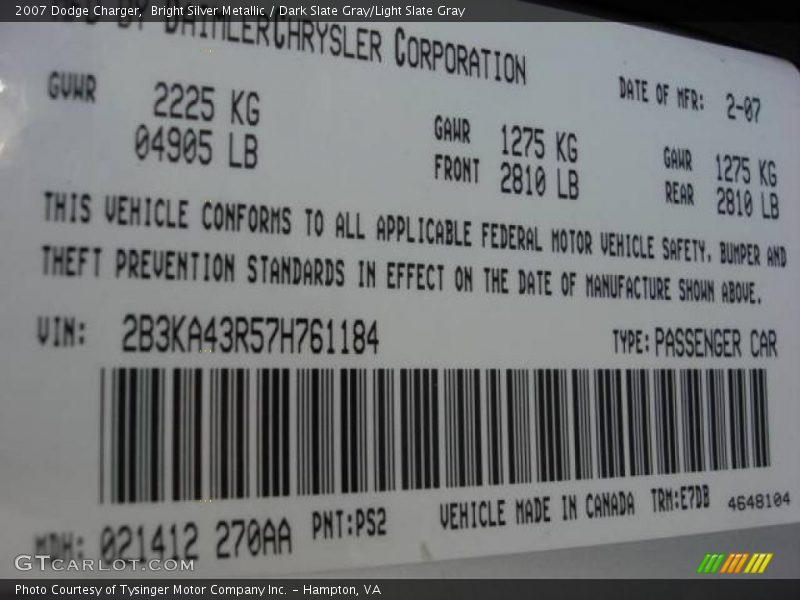 2007 Dodge Charger,  Bright Silver Metallic / Dark Slate Gray/Light Slate Gray
BY DAIMLERCHRYSLER CORPORATION
DATE OF MFR: 2-07
GVWR 2225 KG
04905 LB
GAWR FRONT 1275 KG
2810 LB
GAWR REAR 1275 KG
2810 LB
THIS VEHICLE CONFORMS TO ALL APPLICABLE FEDERAL MOTOR VEHICLE SAFETY, BUMPER AND
THEFT PREVENTION STANDARDS IN EFFECT ON THE DATE OF MANUFACTURE SHOWN ABOVE.
VIN: 2B3KA43R57H761184
TYPE: PASSENGER CAR
MDH: 021412 270AA
PNT:PS2
VEHICLE MADE IN CANADA
TRM:E7DB
4648104
GTCARLOT.COM
Photo Courtesy of Tysinger Motor Company Inc. - Hampton, VA